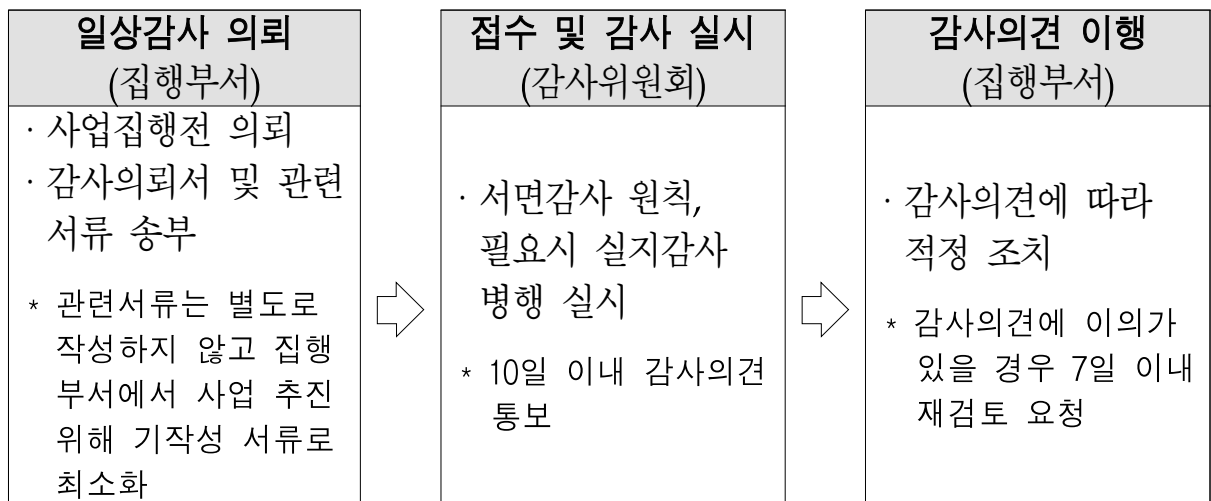 일상감사 의뢰
(집행부서)
· 사업집행전 의뢰
· 감사의뢰서 및 관련
서류 송부
* 관련서류는 별도로
작성하지 않고 집행
부서에서 사업 추진
위해 기작성 서류로
최소화
접수 및 감사 실시
(감사위원회)
· 서면감사 원칙,
필요시 실지감사
병행 실시
* 10일 이내 감사의견
통보
감사의견 이행
(집행부서)
· 감사의견에 따라
적정 조치
* 감사의견에 이의가
있을 경우 7일 이내
재검토 요청